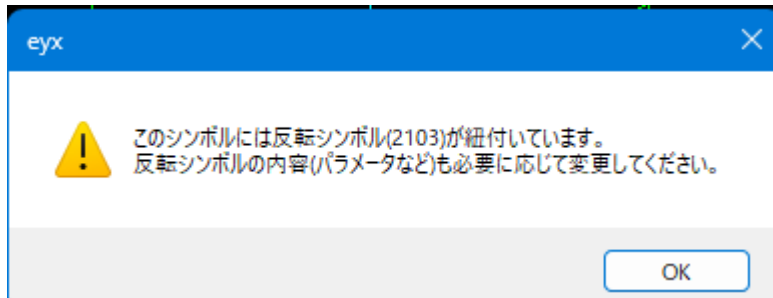 eyx
このシンボルには反転シンボル(2103)が紐付いています。
反転シンボルの内容(パラメータなど)も必要に応じて変更してください。
OK